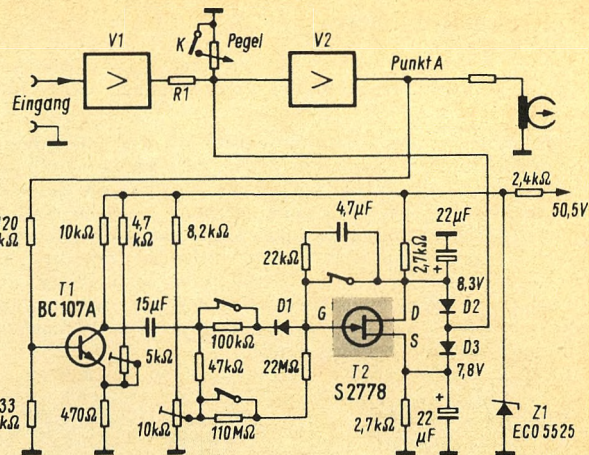 V1
K
Pegel
V2
Punkt A
Eingang
R1
2,4kΩ
50,5V
10kΩ
4,7 kΩ
8,2kΩ
4,7µF
22kΩ
2,7kΩ
22µF
8,3V
T1
BC 107A
15µF
D1
G
D
S
D2
D3
7,8V
100kΩ
5kΩ
47kΩ
22MΩ
T2
S 2778
470Ω
10kΩ
110MΩ
2,7kΩ
22 µF
Z1
ECO 5525